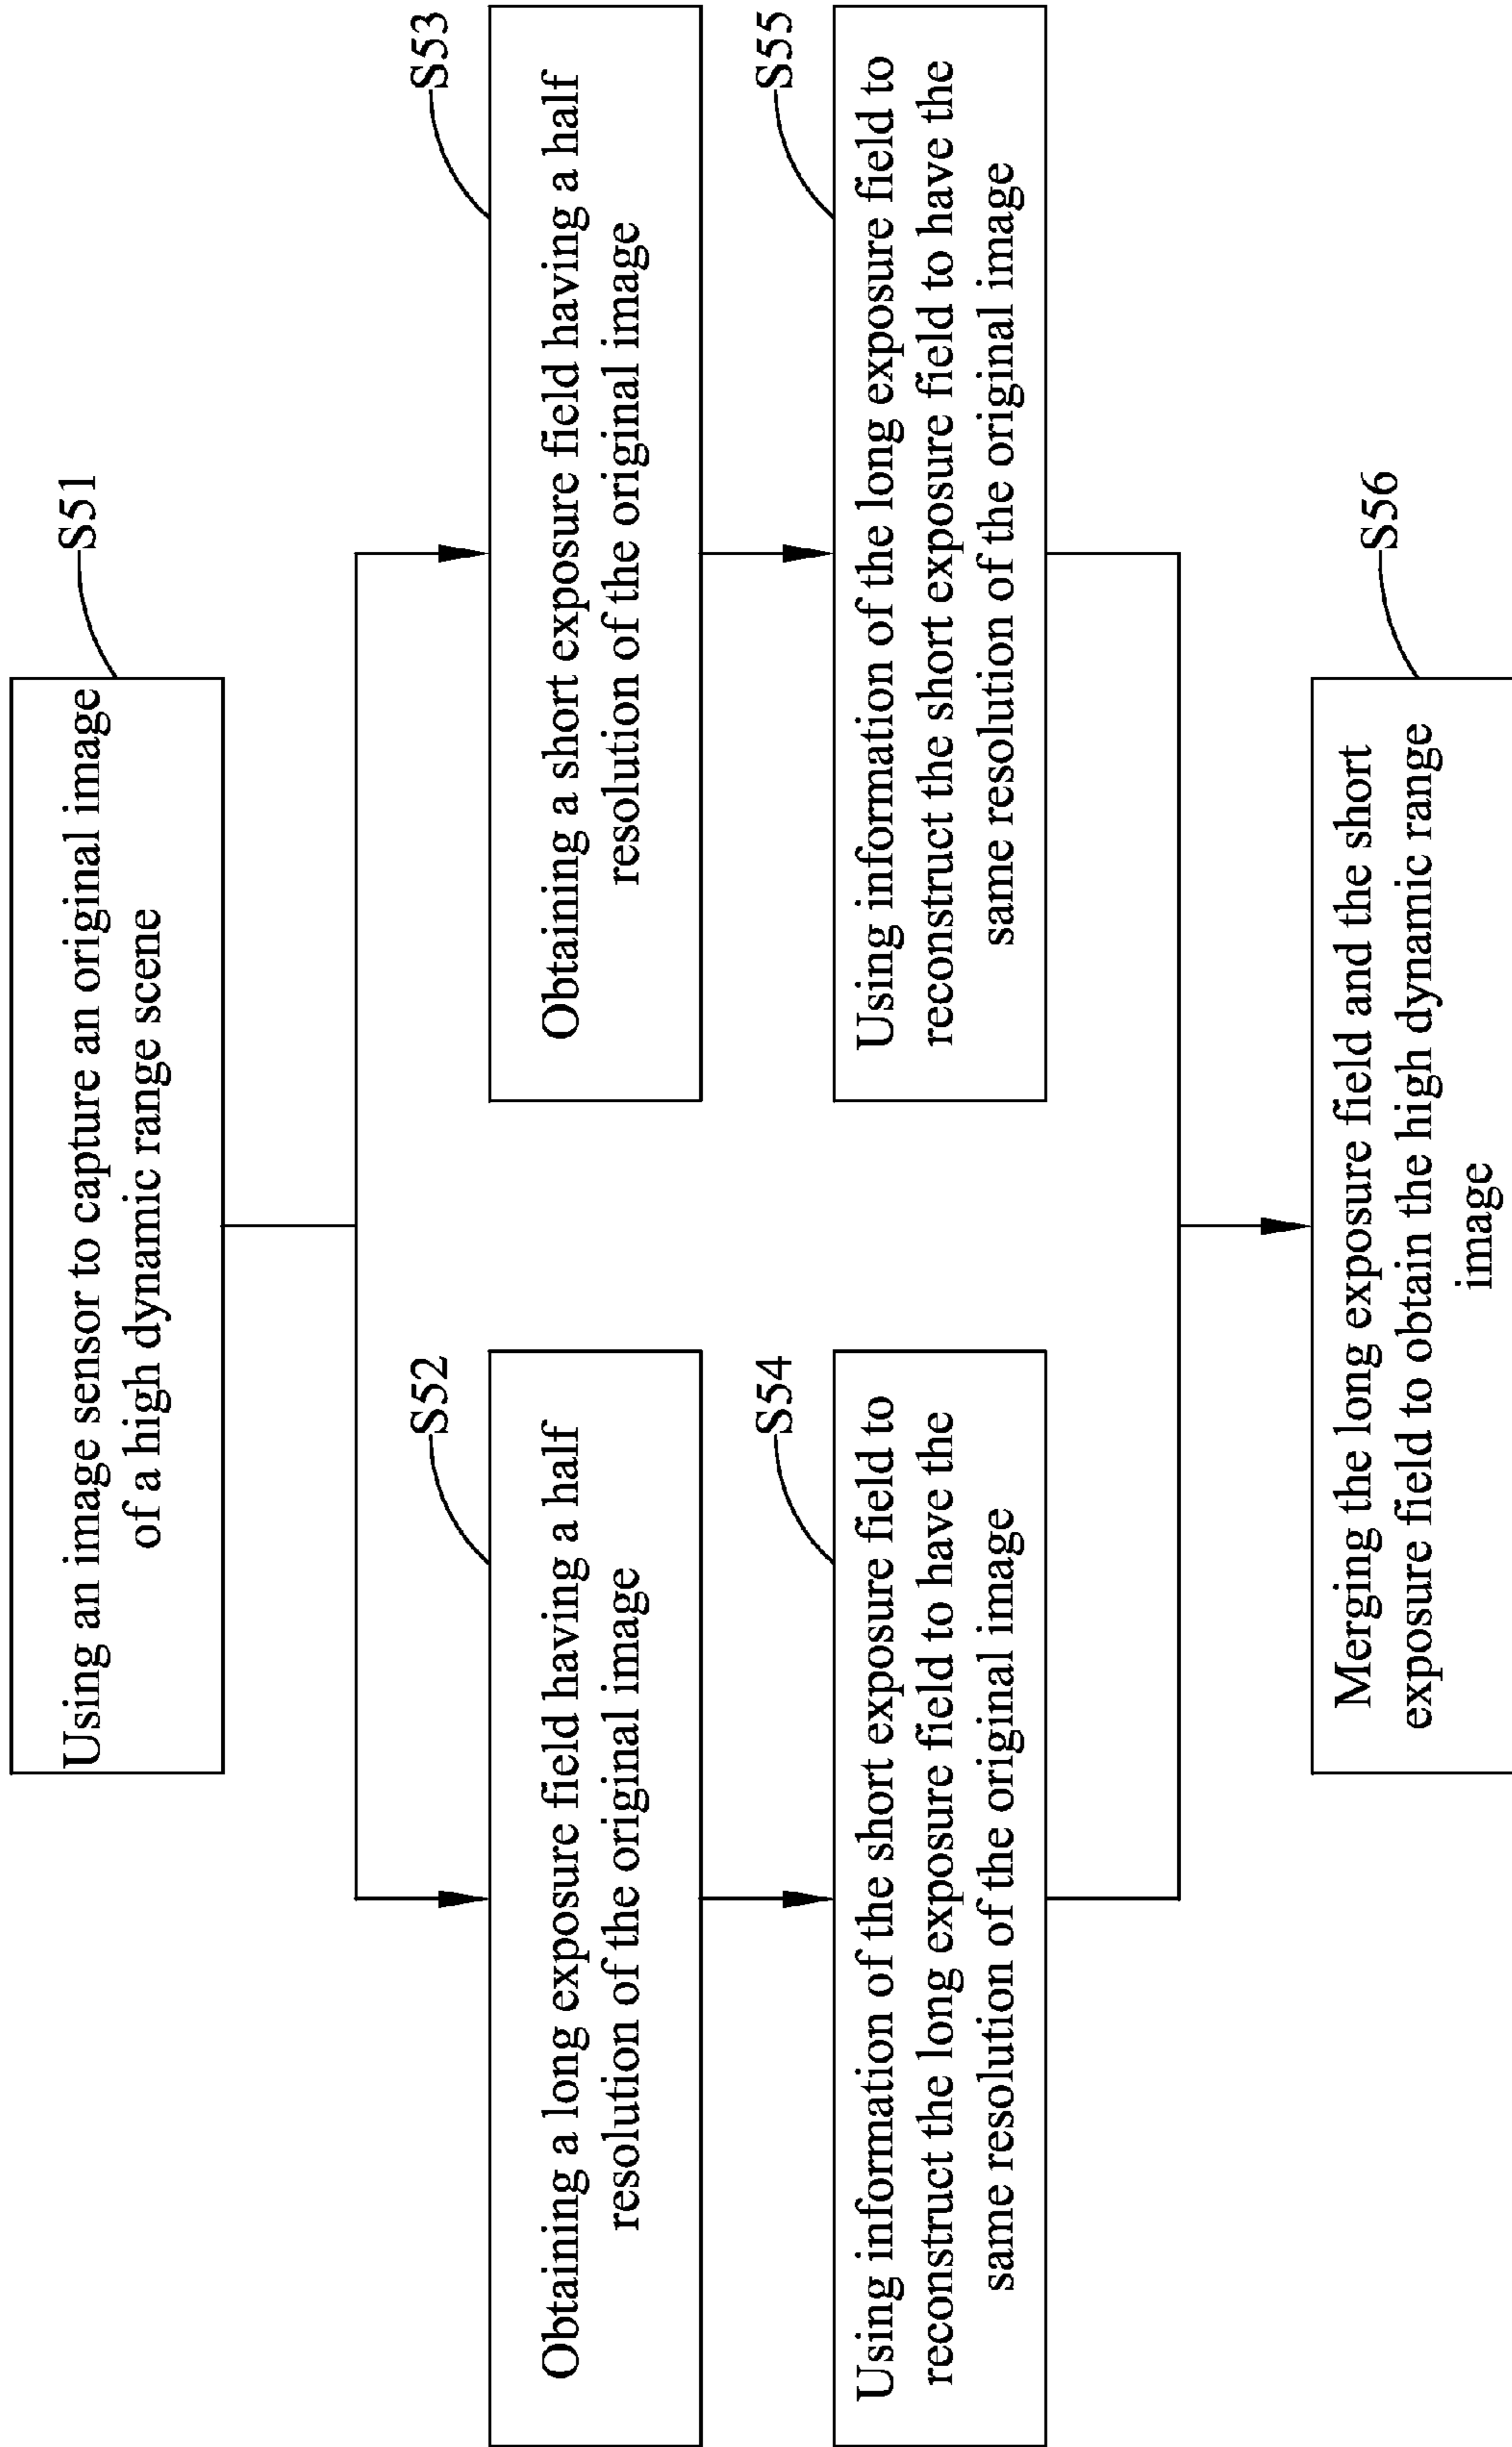 Using an image sensor to capture an original image
of a high dynamic range scene
S51
Obtaining a long exposure field having a half
resolution of the original image
S52
Obtaining a short exposure field having a half
resolution of the original image
S53
Using information of the short exposure field to
reconstruct the long exposure field to have the
same resolution of the original image
S54
Using information of the long exposure field to
reconstruct the short exposure field to have the
same resolution of the original image
S55
Merging the long exposure field and the short
exposure field to obtain the high dynamic range
image
S56